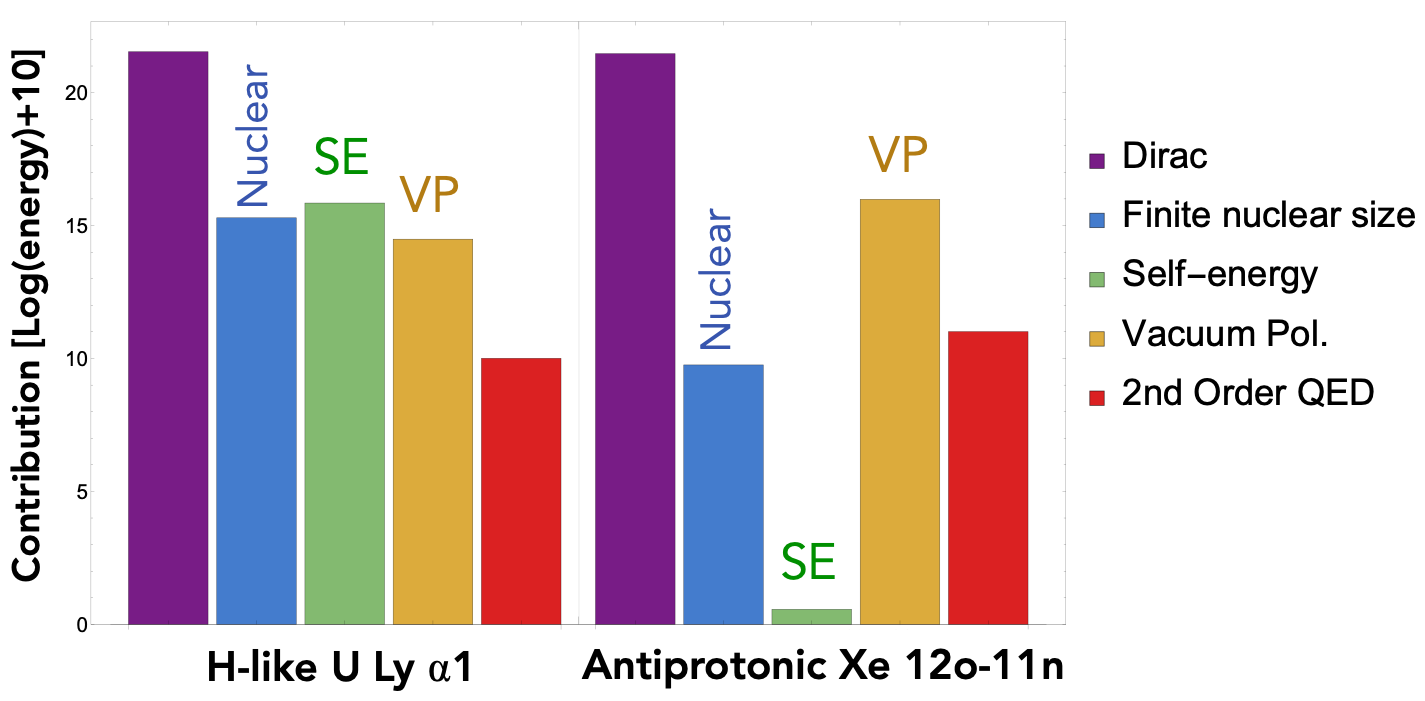 Contribution [Log(energy)+10]
20
15
10
5
0
Nuclear
SE
VP
Nuclear
SE
VP
H-like U Ly α1
Antiprotonic Xe 12o-11n
Dirac
Finite nuclear size
Self−energy
Vacuum Pol.
2nd Order QED